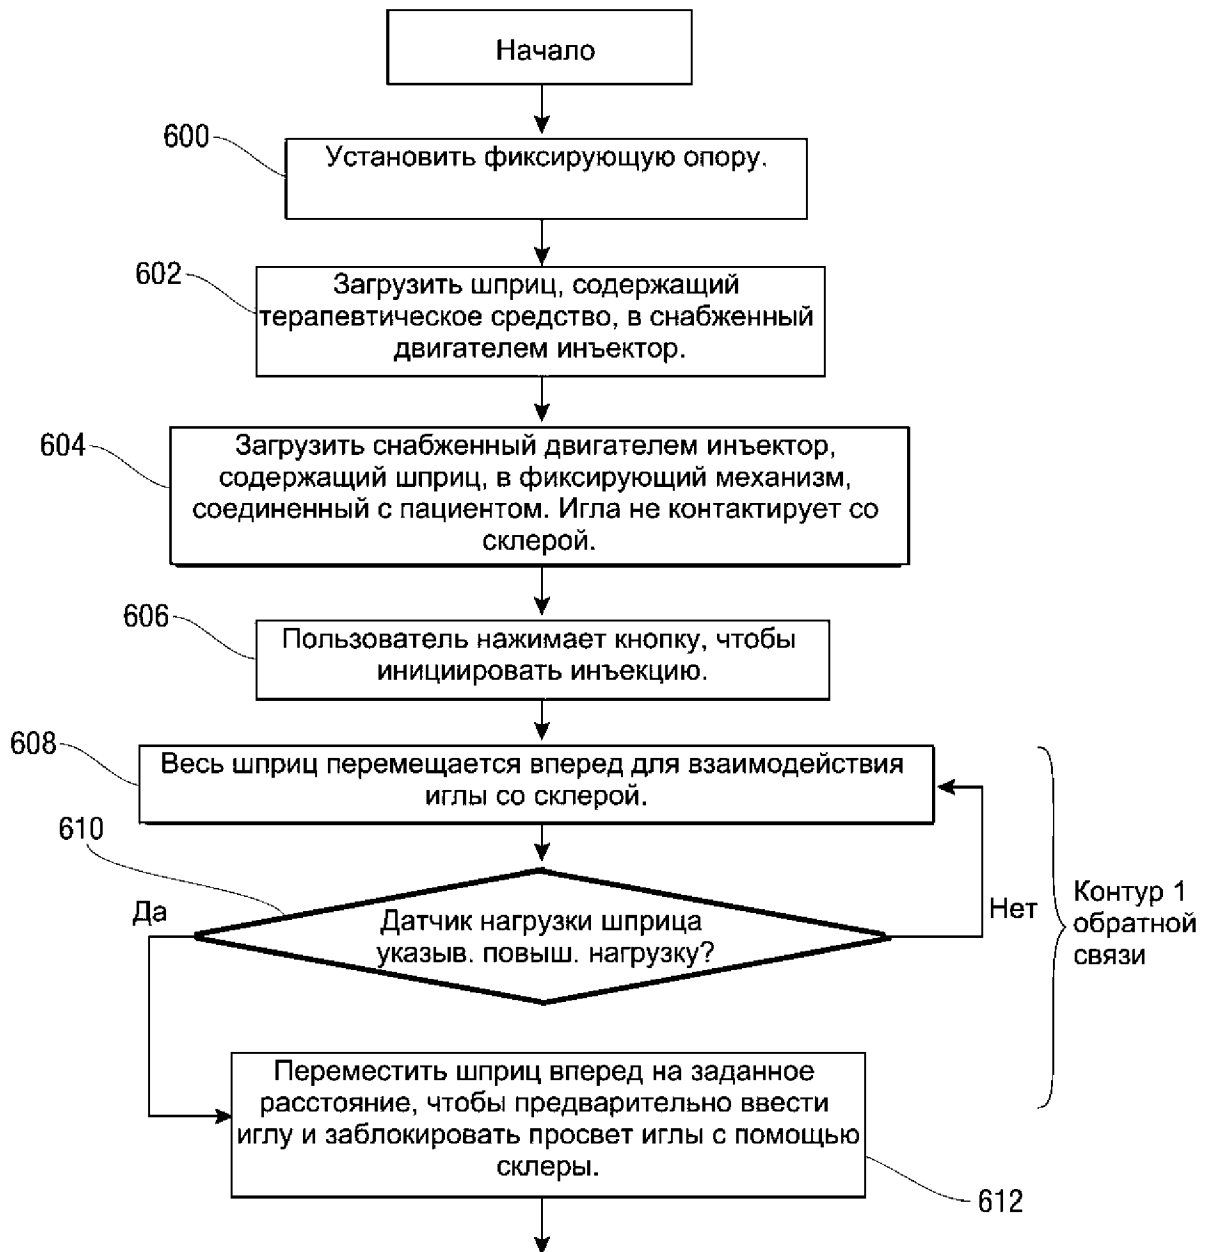 Начало
600
Установить фиксирующую опору.
602
Загрузить шприц, содержащий
терапевтическое средство, в снабженный
двигателем инъектор.
604
Загрузить снабженный двигателем инъектор,
содержащий шприц, в фиксирующий механизм,
соединенный с пациентом. Игла не контактирует со
склерой.
606
Пользователь нажимает кнопку, чтобы
инициировать инъекцию.
608
Весь шприц перемещается вперед для взаимодействия
иглы со склерой.
610
Да
Датчик нагрузки шприца
указыв. повыш. нагрузку?
Нет
Контур 1
обратной
связи
Переместить шприц вперед на заданное
расстояние, чтобы предварительно ввести
иглу и заблокировать просвет иглы с помощью
склеры.
612